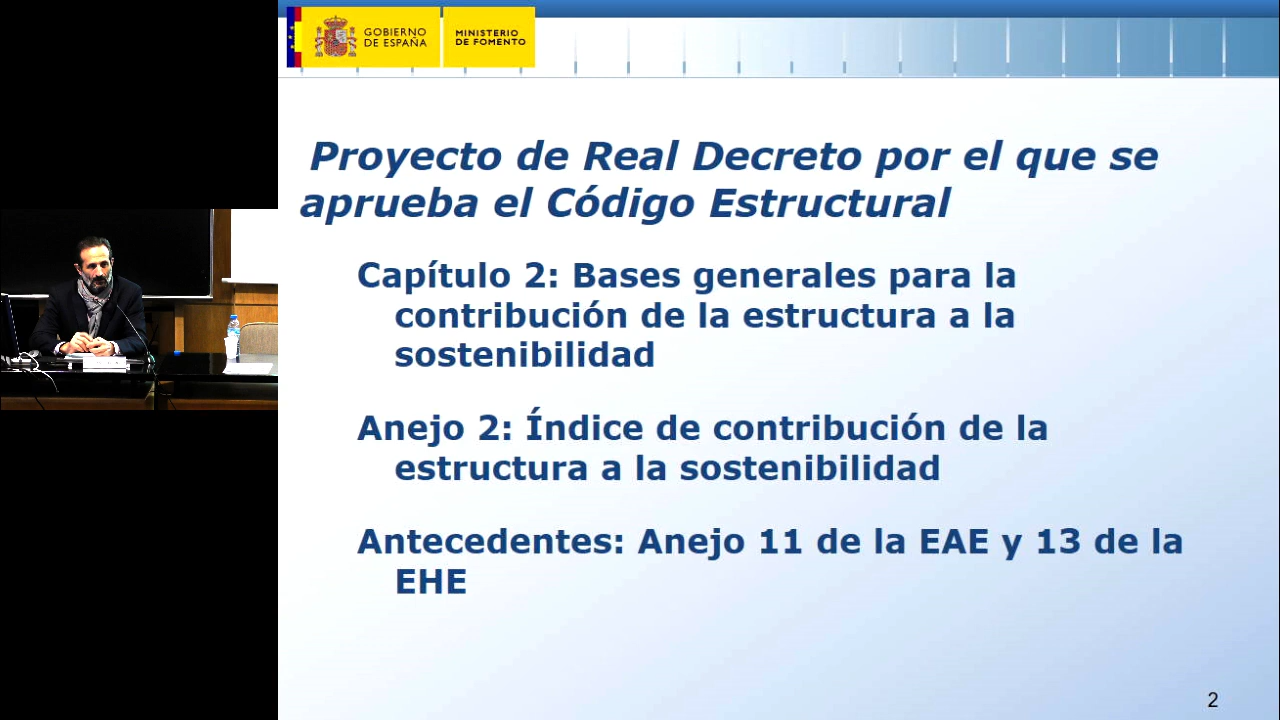 GOBIERNO
DE ESPAÑA
MINISTERIO
DE FOMENTO
Proyecto de Real Decreto por el que se
aprueba el Código Estructural
Capítulo 2: Bases generales para la
contribución de la estructura a la
sostenibilidad
Anejo 2: Índice de contribución de la
estructura a la sostenibilidad
Antecedentes: Anejo 11 de la EAE y 13 de la
EHE
2